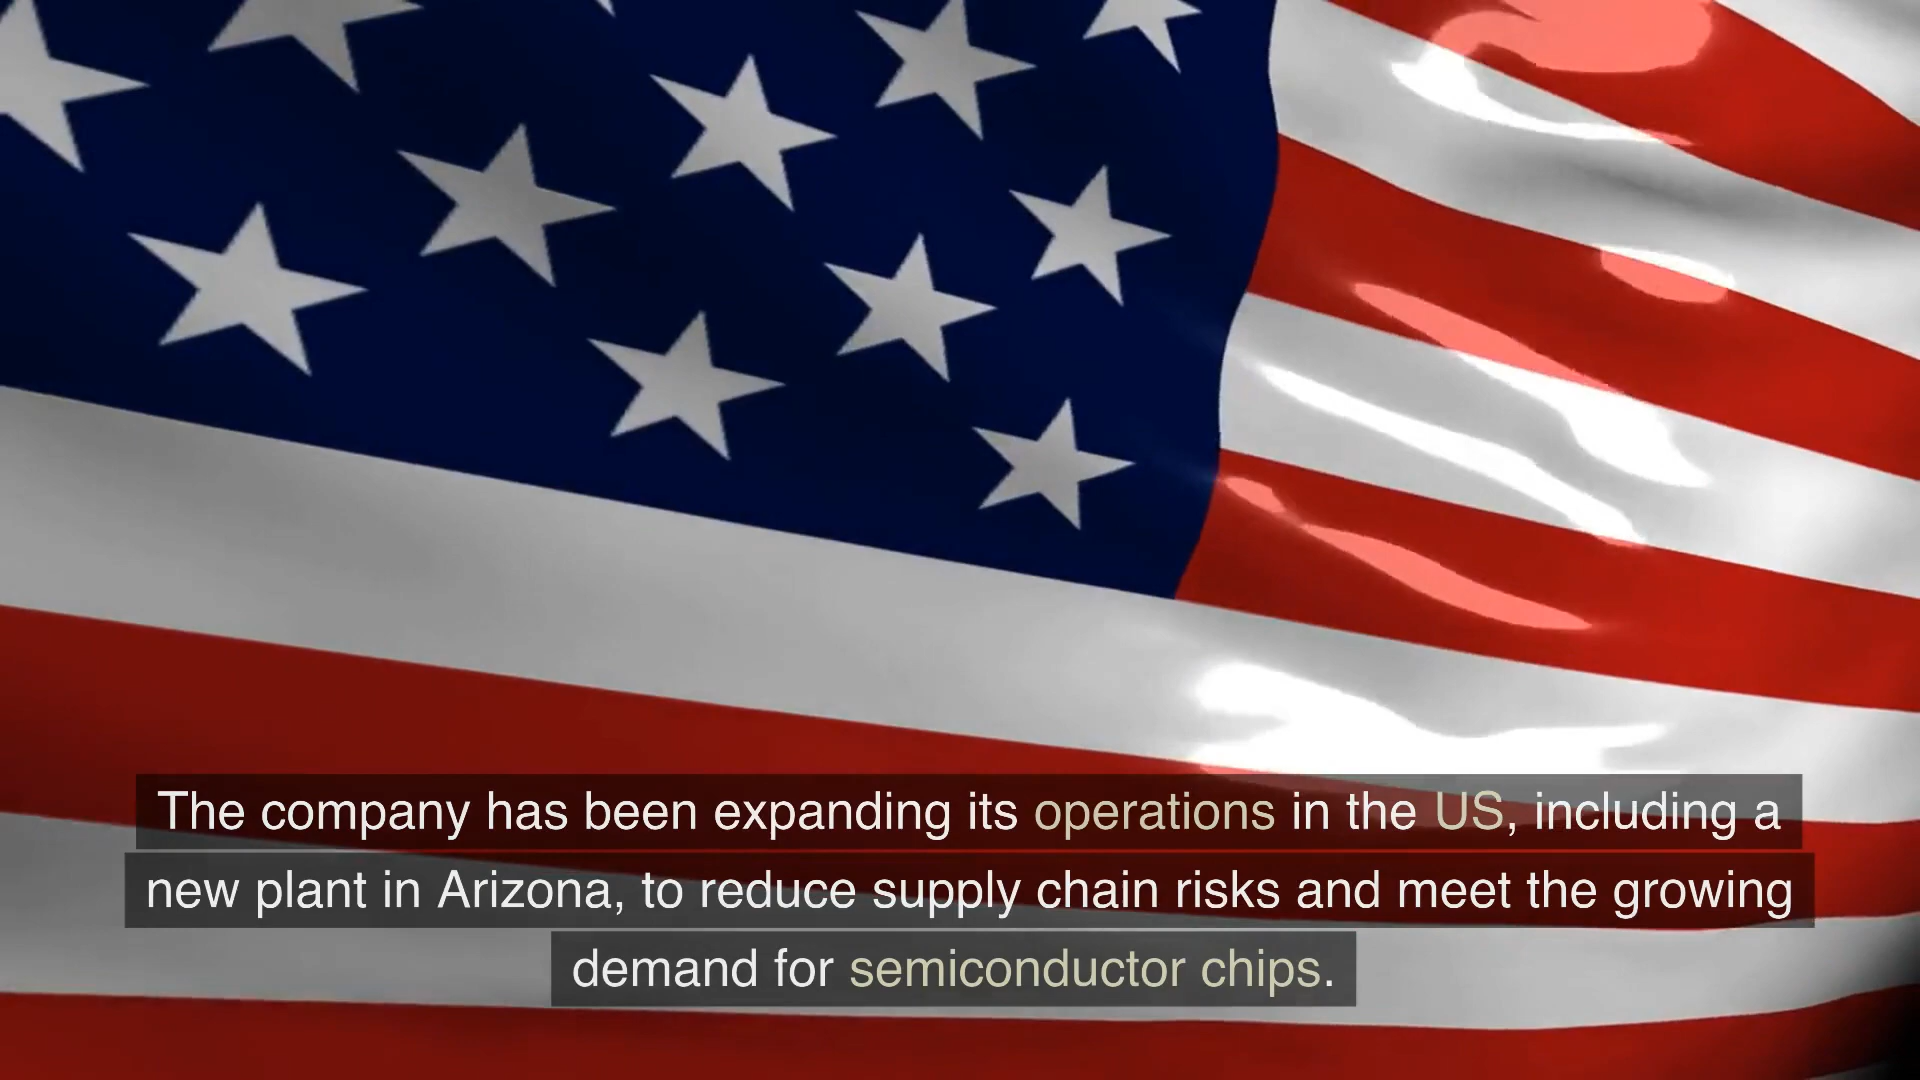 The company has been expanding its operations in the US, including a
new plant in Arizona, to reduce supply chain risks and meet the growing
demand for semiconductor chips.